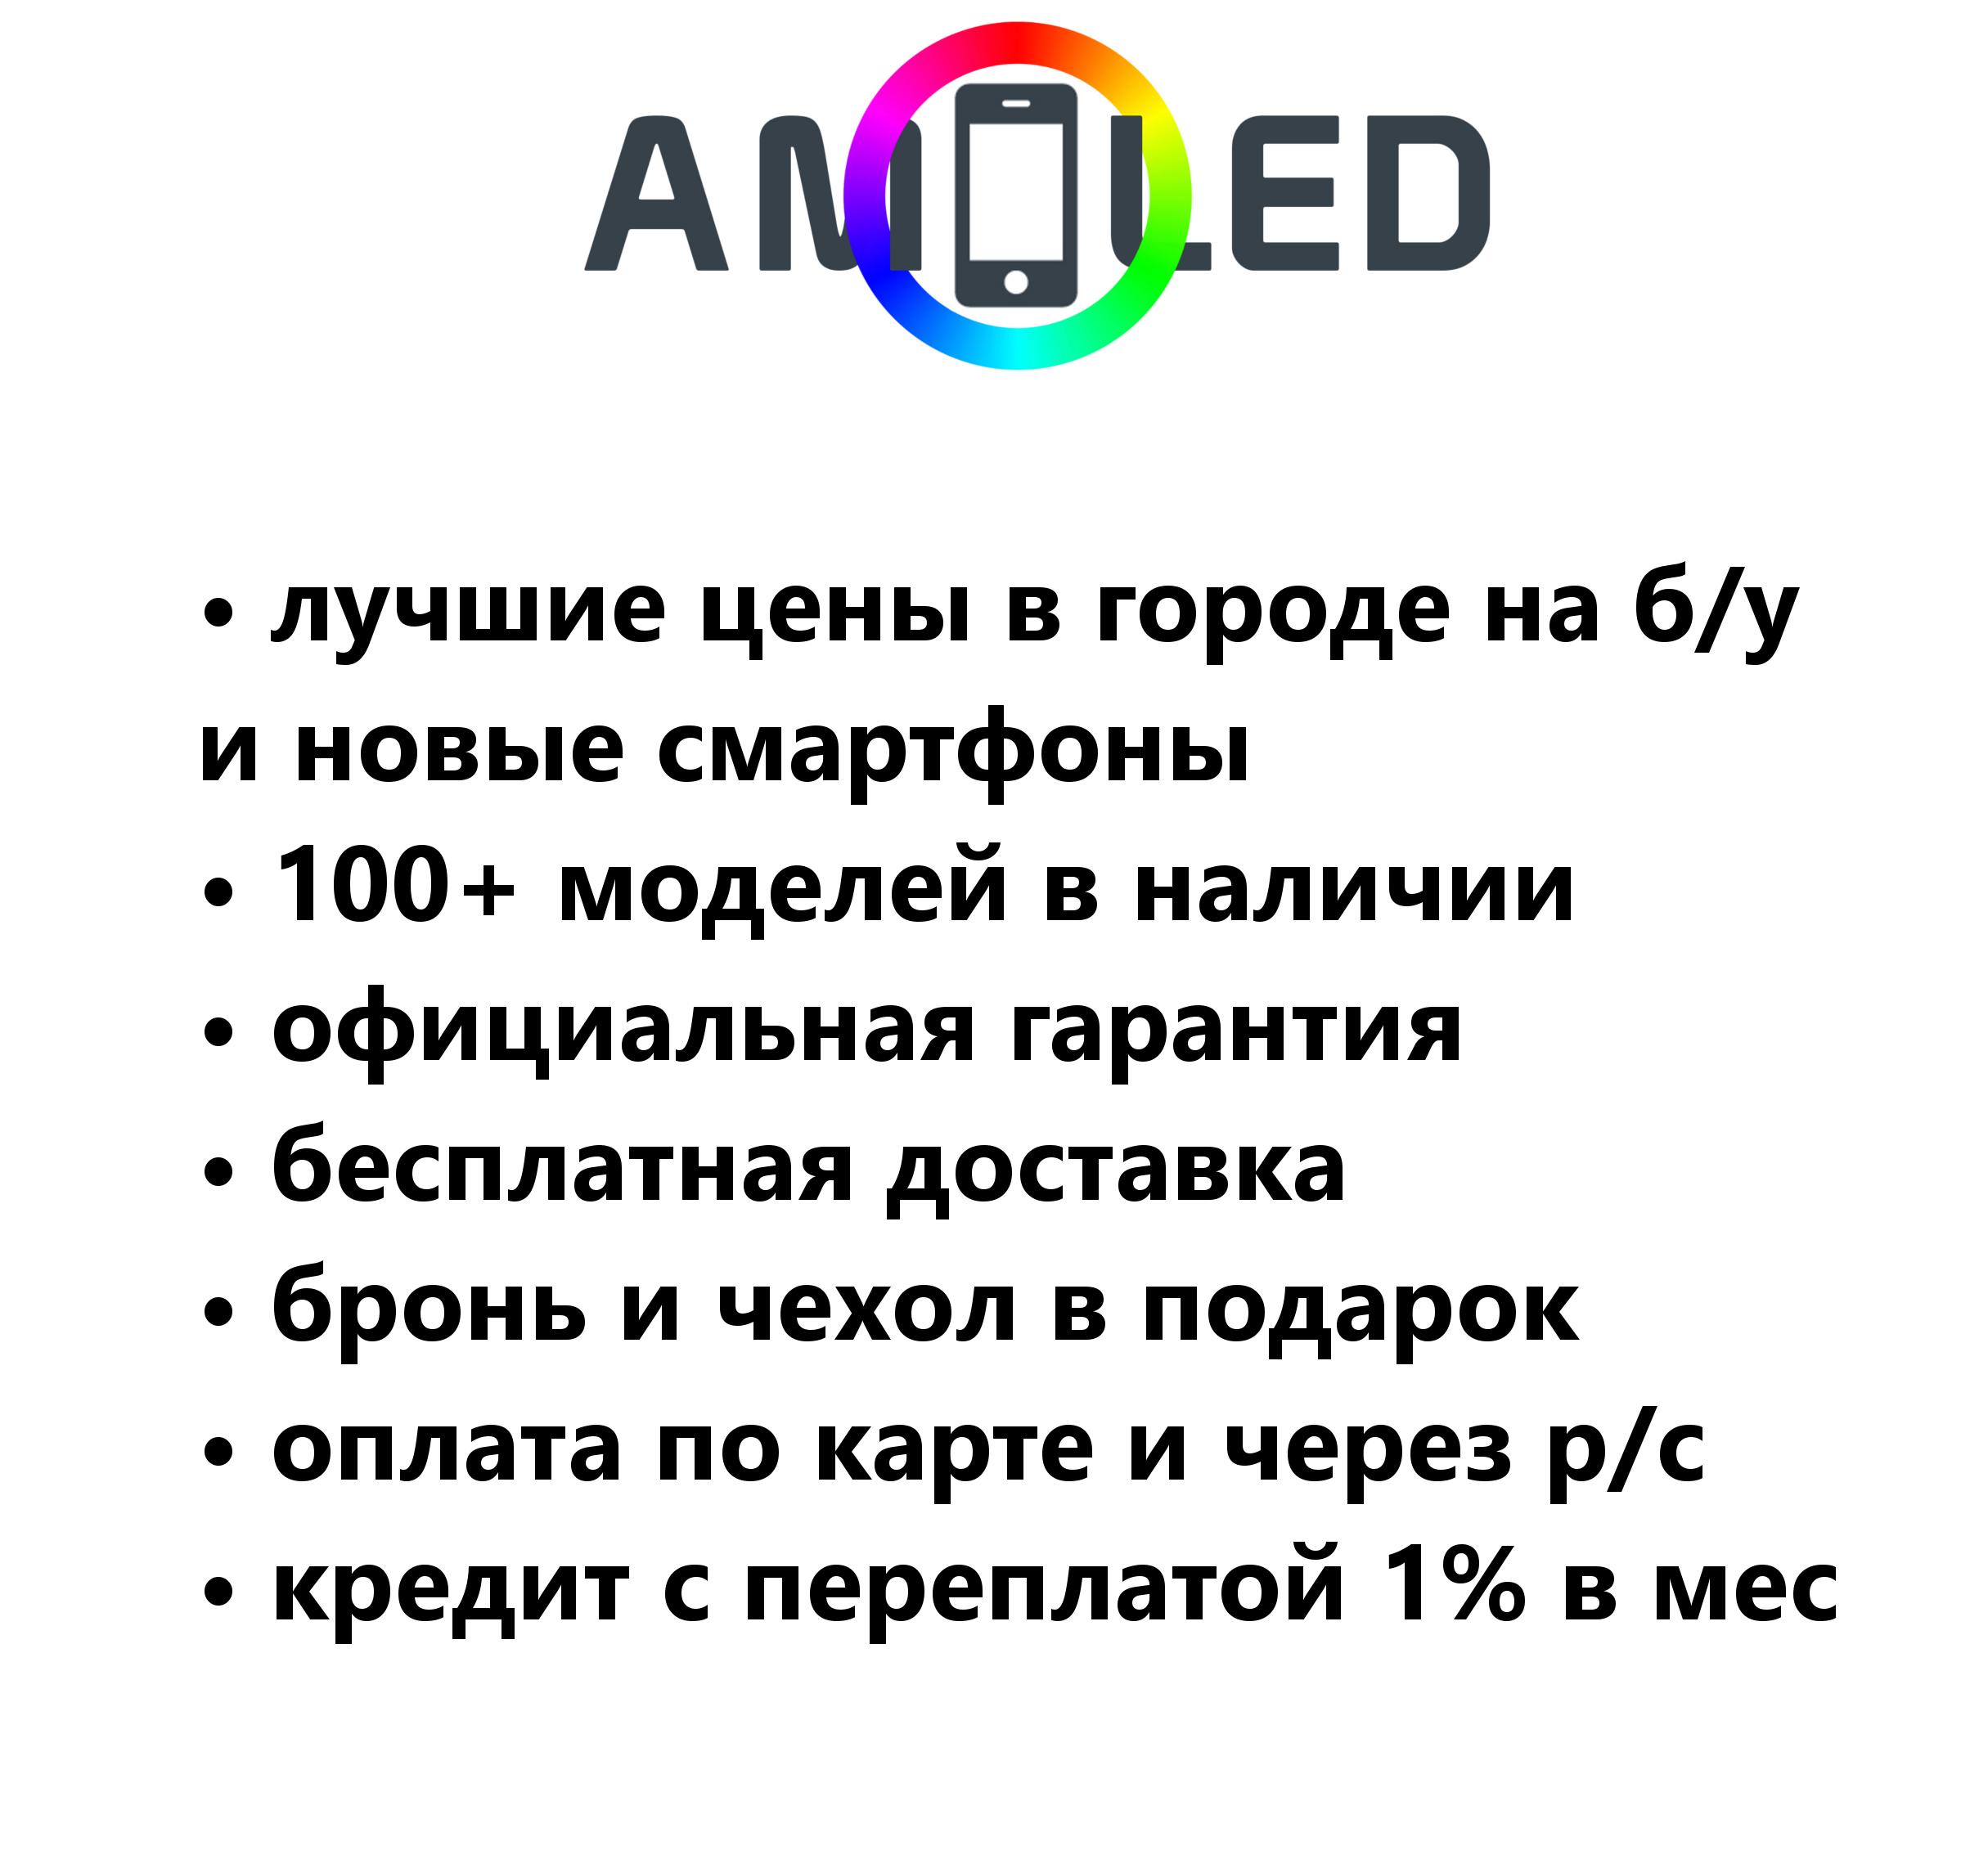 AMOLED
• лучшие цены в городе на б/у
и новые смартфоны
• 100+ моделей в наличии
• официальная гарантия
• бесплатная доставка
• бронь и чехол в подарок
• оплата по карте и через р/с
• кредит с переплатой 1% в мес